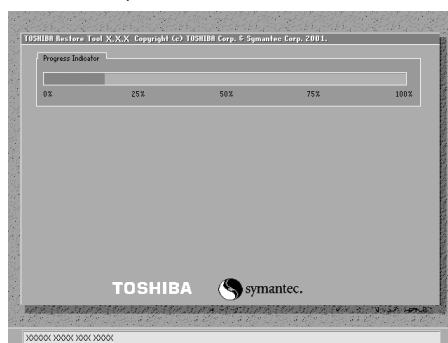 TOSHIBA Restore Tool X.X.X Copyright (c) TOSHIBA Corp. & Symantec Corp. 2001.
Progress Indicator
0% 25% 50% 75% 100%
TOSHIBA symantec.
XXXXX XXXX XXX XXXX